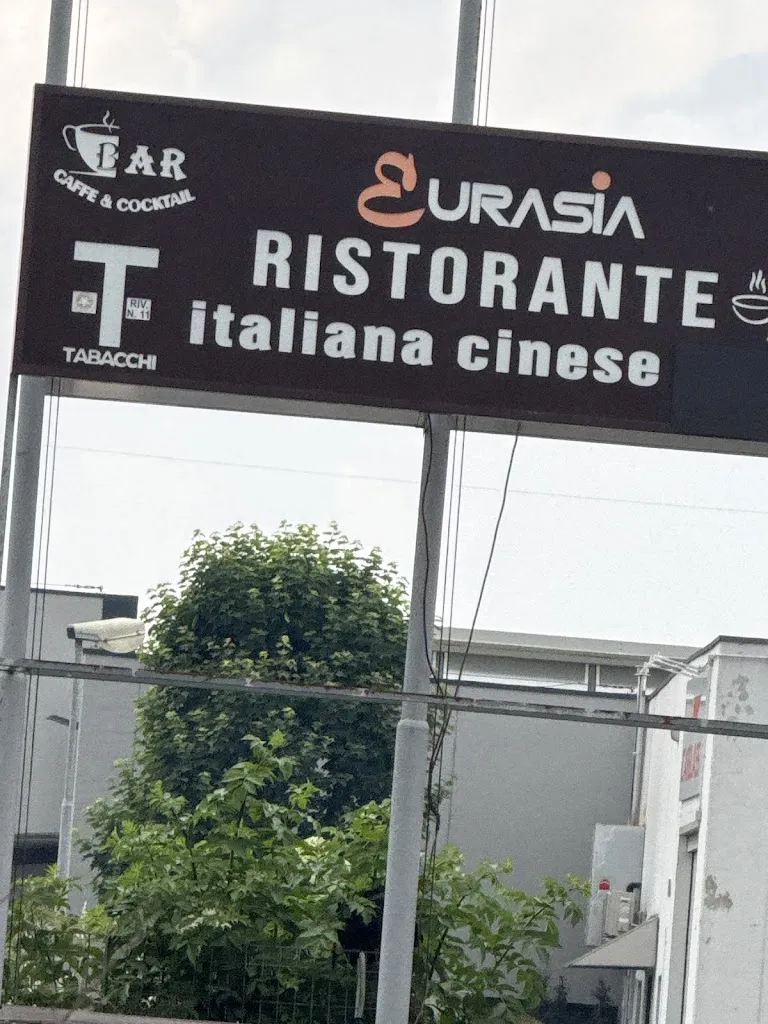 BAR
CAFFE & COCKTAIL
T
RIV.
N. 11
TABACCHI
EURASIA
RISTORANTE
italiana cinese